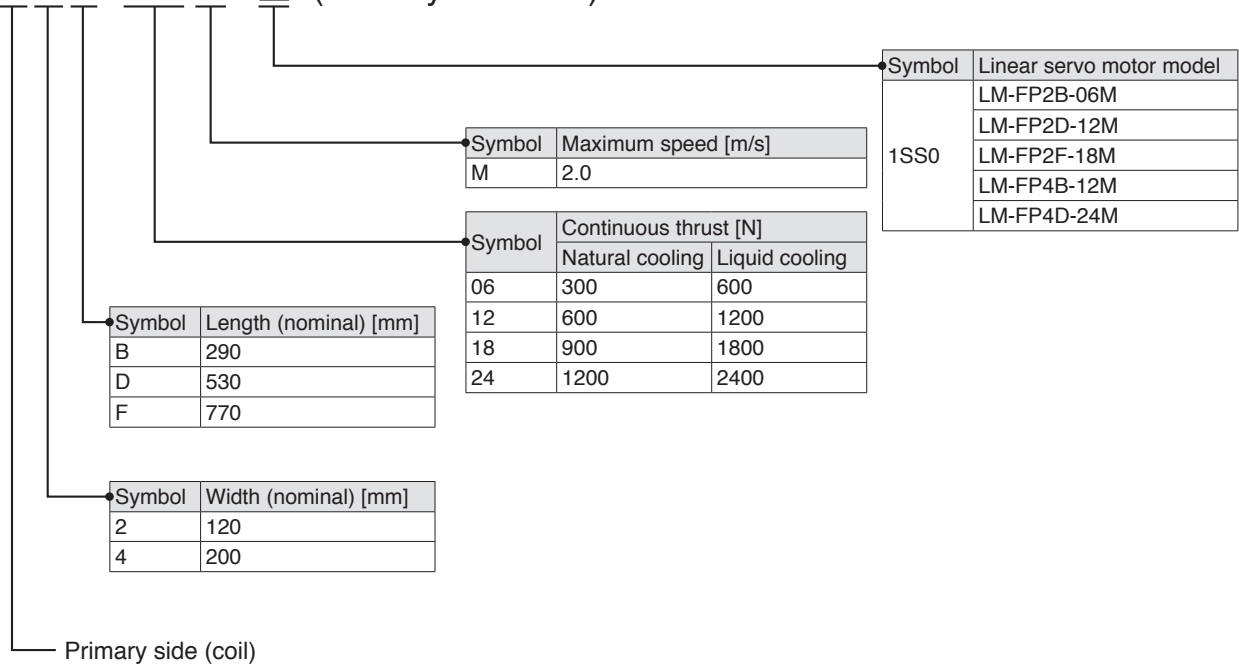 Symbol Linear servo motor model
1SS0
LM-FP2B-06M
LM-FP2D-12M
LM-FP2F-18M
LM-FP4B-12M
LM-FP4D-24M
Symbol Maximum speed [m/s]
M 2.0
Symbol Continuous thrust [N]
Natural cooling Liquid cooling
06 300 600
12 600 1200
18 900 1800
24 1200 2400
Symbol Length (nominal) [mm]
B 290
D 530
F 770
Symbol Width (nominal) [mm]
2 120
4 200
Primary side (coil)